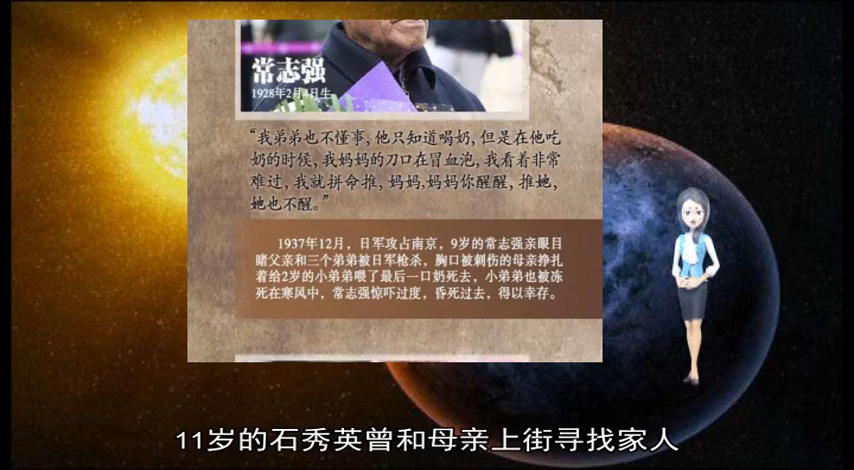 常志强
1928年2月4日生
“我弟弟也不懂事，他只知道喝奶，但是在他吃
奶的时候，我妈妈的刀口在冒血泡，我看着非常
难过，我就拼命推，妈妈，妈妈你醒醒，推她，
她也不醒。”
1937年12月，日军攻占南京，9岁的常志强亲眼目
睹父亲和三个弟弟被日军枪杀，胸口被刺伤的母亲挣扎
着给2岁的小弟弟喂了最后一口奶死去，小弟弟也被冻
死在寒风中，常志强惊吓过度，昏死过去，得以幸存。
11岁的石秀英曾和母亲上街寻找家人